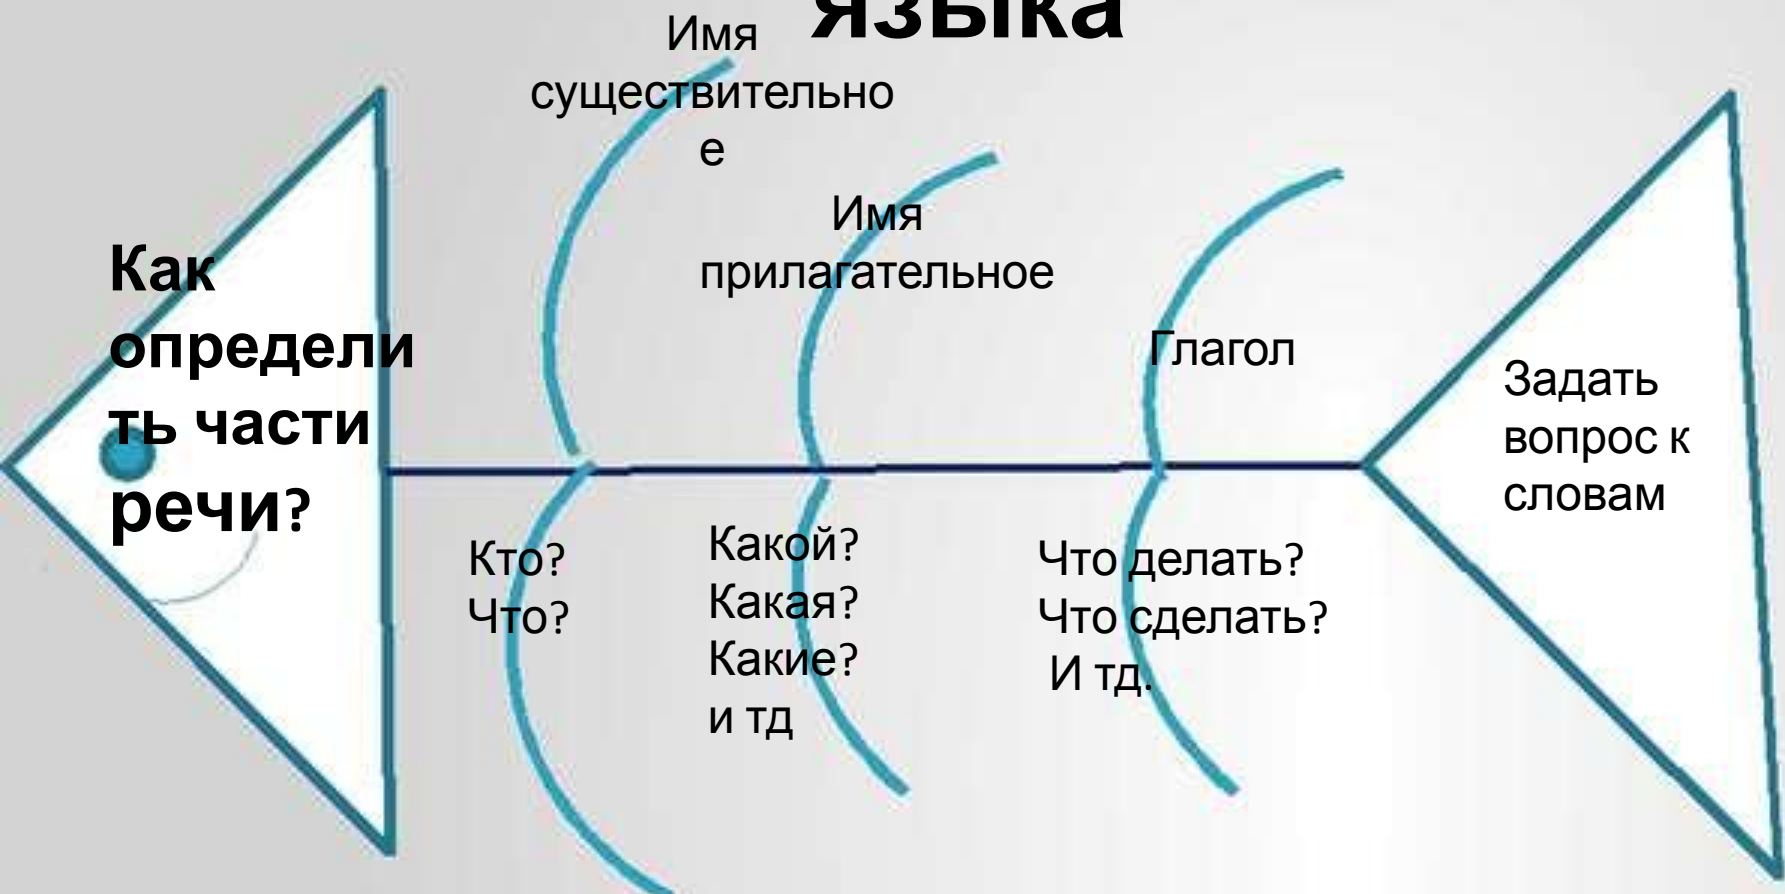 языка
Имя
существительно
е
Имя
прилагательное
Глагол
Как
определи
ть части
речи?
Задать
вопрос к
словам
Кто?
Что?
Какой?
Какая?
Какие?
и тд
Что делать?
Что сделать?
И тд.